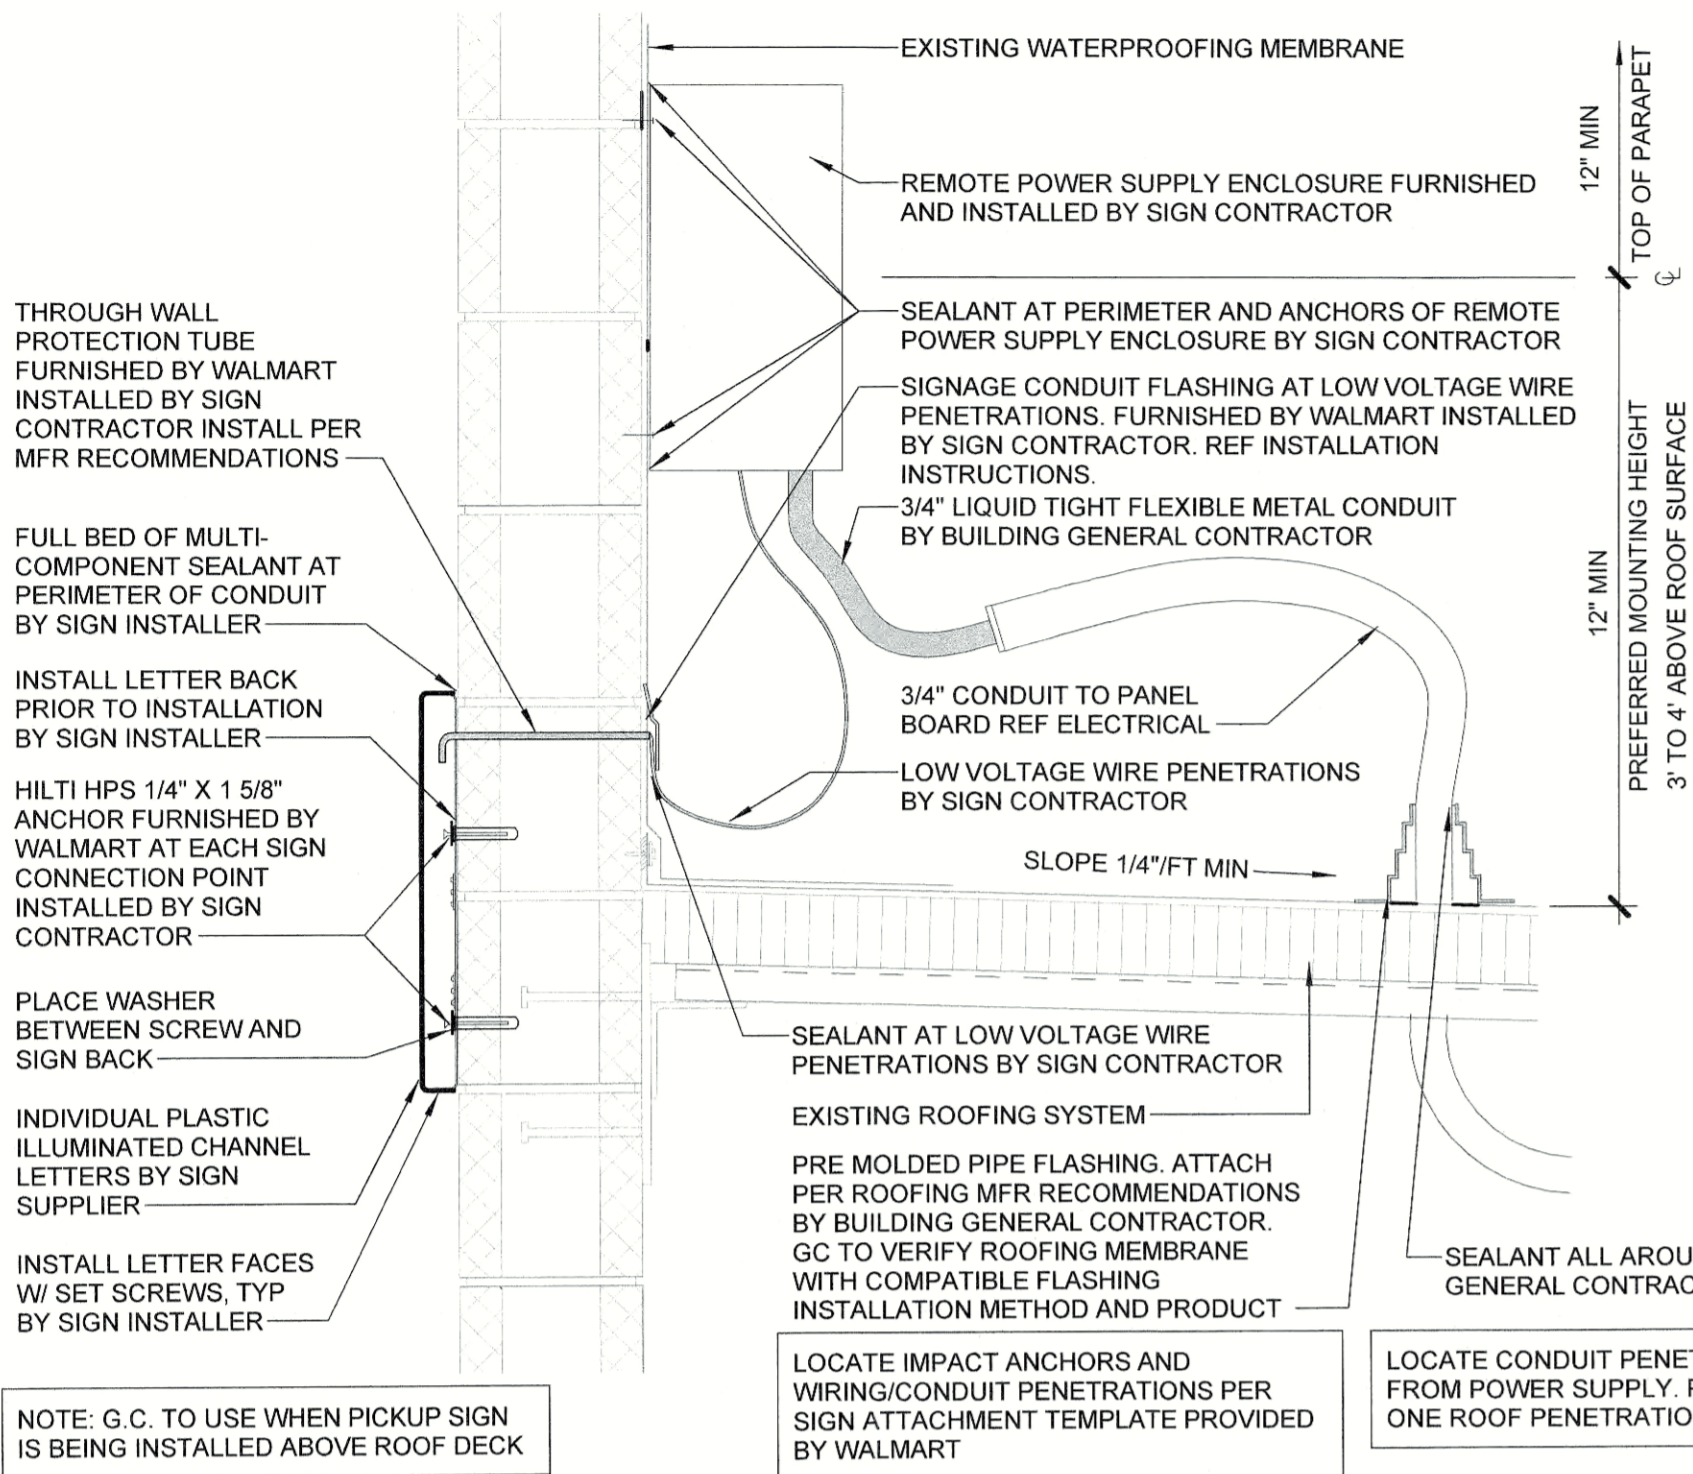 EXISTING WATERPROOFING MEMBRANE
REMOTE POWER SUPPLY ENCLOSURE FURNISHED
AND INSTALLED BY SIGN CONTRACTOR
12" MIN
TOP OF PARAPET
℄
THROUGH WALL
PROTECTION TUBE
FURNISHED BY WALMART
INSTALLED BY SIGN
CONTRACTOR INSTALL PER
MFR RECOMMENDATIONS
SEALANT AT PERIMETER AND ANCHORS OF REMOTE
POWER SUPPLY ENCLOSURE BY SIGN CONTRACTOR
SIGNAGE CONDUIT FLASHING AT LOW VOLTAGE WIRE
PENETRATIONS. FURNISHED BY WALMART INSTALLED
BY SIGN CONTRACTOR. REF INSTALLATION
INSTRUCTIONS.
3/4" LIQUID TIGHT FLEXIBLE METAL CONDUIT
BY BUILDING GENERAL CONTRACTOR
12" MIN
PREFERRED MOUNTING HEIGHT
3' TO 4' ABOVE ROOF SURFACE
FULL BED OF MULTI-
COMPONENT SEALANT AT
PERIMETER OF CONDUIT
BY SIGN INSTALLER
INSTALL LETTER BACK
PRIOR TO INSTALLATION
BY SIGN INSTALLER
3/4" CONDUIT TO PANEL
BOARD REF ELECTRICAL
LOW VOLTAGE WIRE PENETRATIONS
BY SIGN CONTRACTOR
HILTI HPS 1/4" X 1 5/8"
ANCHOR FURNISHED BY
WALMART AT EACH SIGN
CONNECTION POINT
INSTALLED BY SIGN
CONTRACTOR
SLOPE 1/4"/FT MIN
PLACE WASHER
BETWEEN SCREW AND
SIGN BACK
SEALANT AT LOW VOLTAGE WIRE
PENETRATIONS BY SIGN CONTRACTOR
EXISTING ROOFING SYSTEM
INDIVIDUAL PLASTIC
ILLUMINATED CHANNEL
LETTERS BY SIGN
SUPPLIER
PRE MOLDED PIPE FLASHING. ATTACH
PER ROOFING MFR RECOMMENDATIONS
BY BUILDING GENERAL CONTRACTOR.
GC TO VERIFY ROOFING MEMBRANE
WITH COMPATIBLE FLASHING
INSTALLATION METHOD AND PRODUCT
INSTALL LETTER FACES
W/ SET SCREWS, TYP
BY SIGN INSTALLER
SEALANT ALL
GENERAL
NOTE: G.C. TO USE WHEN PICKUP SIGN
IS BEING INSTALLED ABOVE ROOF DECK
LOCATE IMPACT ANCHORS AND
WIRING/CONDUIT PENETRATIONS PER
SIGN ATTACHMENT TEMPLATE PROVIDED
BY WALMART
LOCATE CONDUIT
FROM POWER SUPPLY.
ONE ROOF